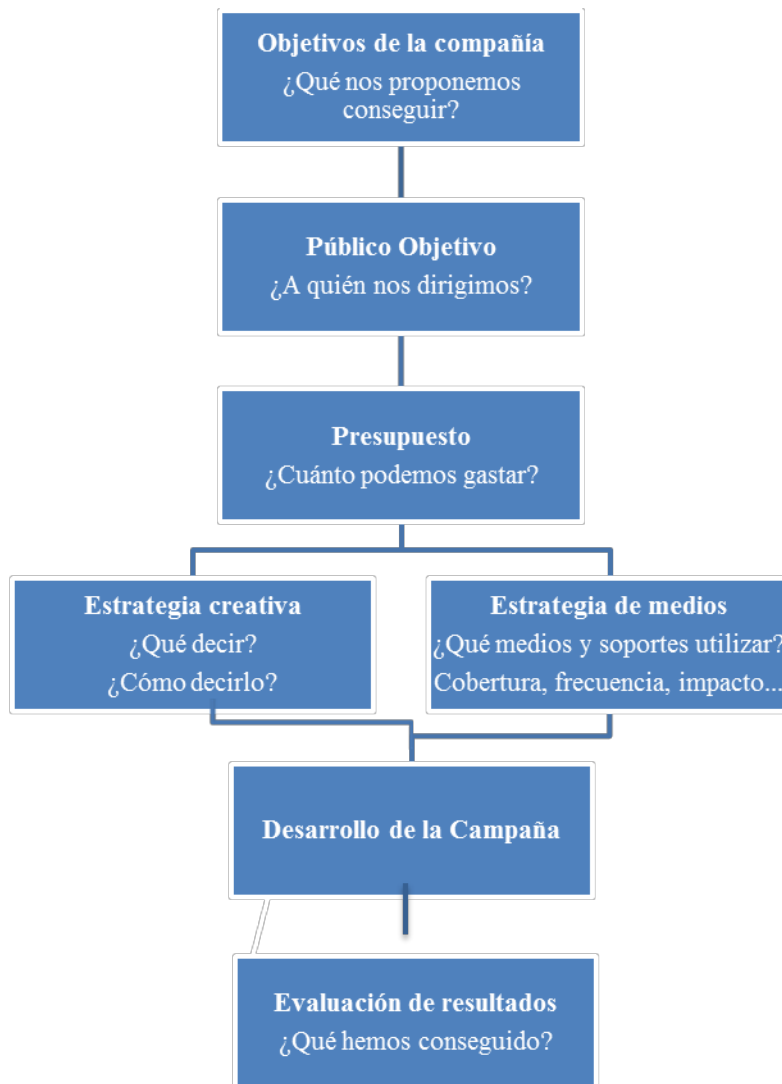 Objetivos de la compañía
¿Qué nos proponemos
conseguir?
Público Objetivo
¿A quién nos dirigimos?
Presupuesto
¿Cuánto podemos gastar?
Estrategia creativa
¿Qué decir?
¿Cómo decirlo?
Estrategia de medios
¿Qué medios y soportes utilizar?
Cobertura, frecuencia, impacto...
Desarrollo de la Campaña
Evaluación de resultados
¿Qué hemos conseguido?